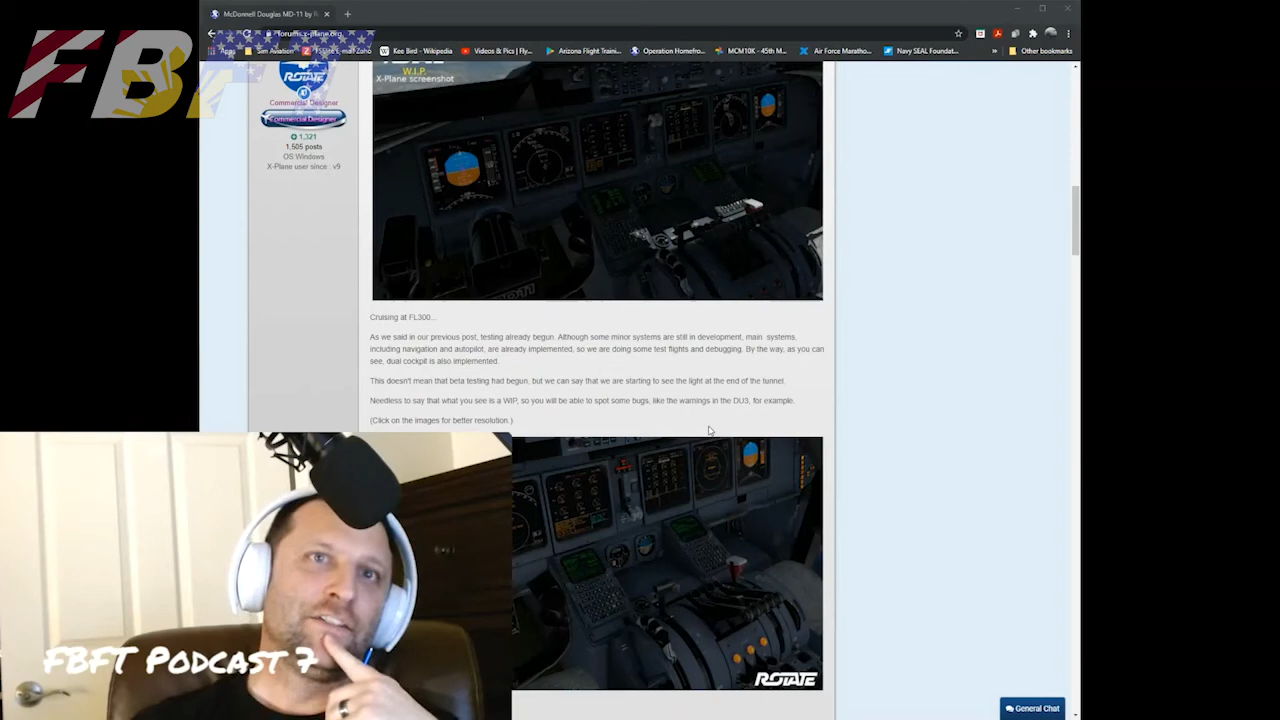 McDonnell Douglas MD-11 by R
forums.x-plane.org
Apps
Sim Aviation
FSElite E-mail Zoho
Kee Bird - Wikipedia
Videos & Pics | Fly...
Arizona Flight Traini...
Operation Homefro...
MCM10K - 45th M...
Air Force Maratho...
Navy SEAL Foundat...
»
Other bookmarks
FBFT
W.I.P.
X-Plane screenshot
ROTATE
Commercial Designer
Commercial Designer
1,321
1,505 posts
OS:Windows
X-Plane user since : v9
MD-11
Cruising at FL300...
As we said in our previous post, testing already begun. Although some minor systems are still in development, main systems,
including navigation and autopilot, are already implemented, so we are doing some test flights and debugging. By the way, as you can
see, dual cockpit is also implemented.
This doesn't mean that beta testing had begun, but we can say that we are starting to see the light at the end of the tunnel.
Needless to say that what you see is a WIP, so you will be able to spot some bugs, like the warnings in the DU3, for example.
(Click on the images for better resolution.)
FBFT Podcast 7
ROTATE
General Chat